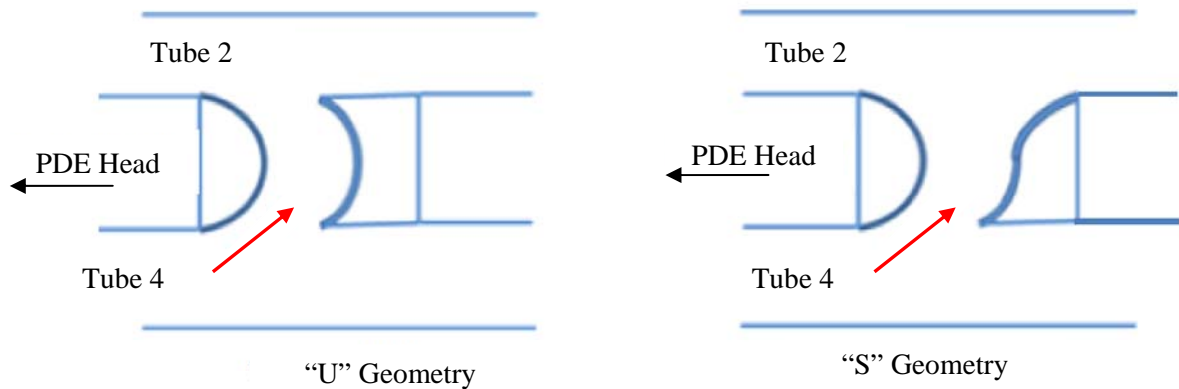 Tube 2
PDE Head
Tube 4
“U” Geometry
Tube 2
PDE Head
Tube 4
“S” Geometry